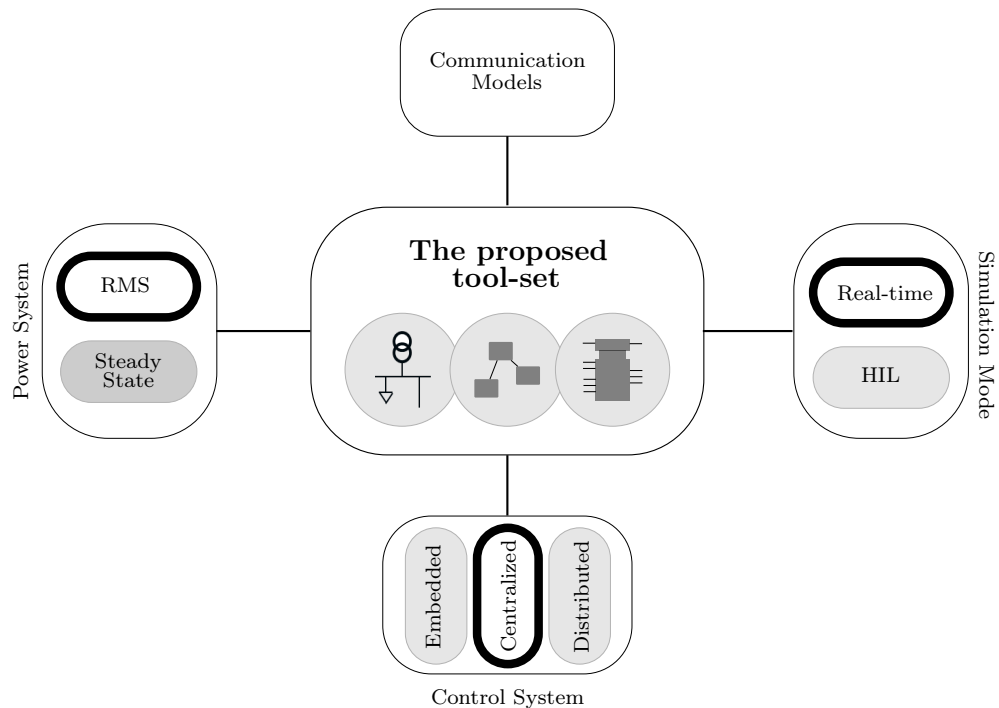 Communication
Models
The proposed
tool-set
Power System
RMS
Steady
State
Real-time
HIL
Simulation Mode
Embedded
Centralized
Distributed
Control System